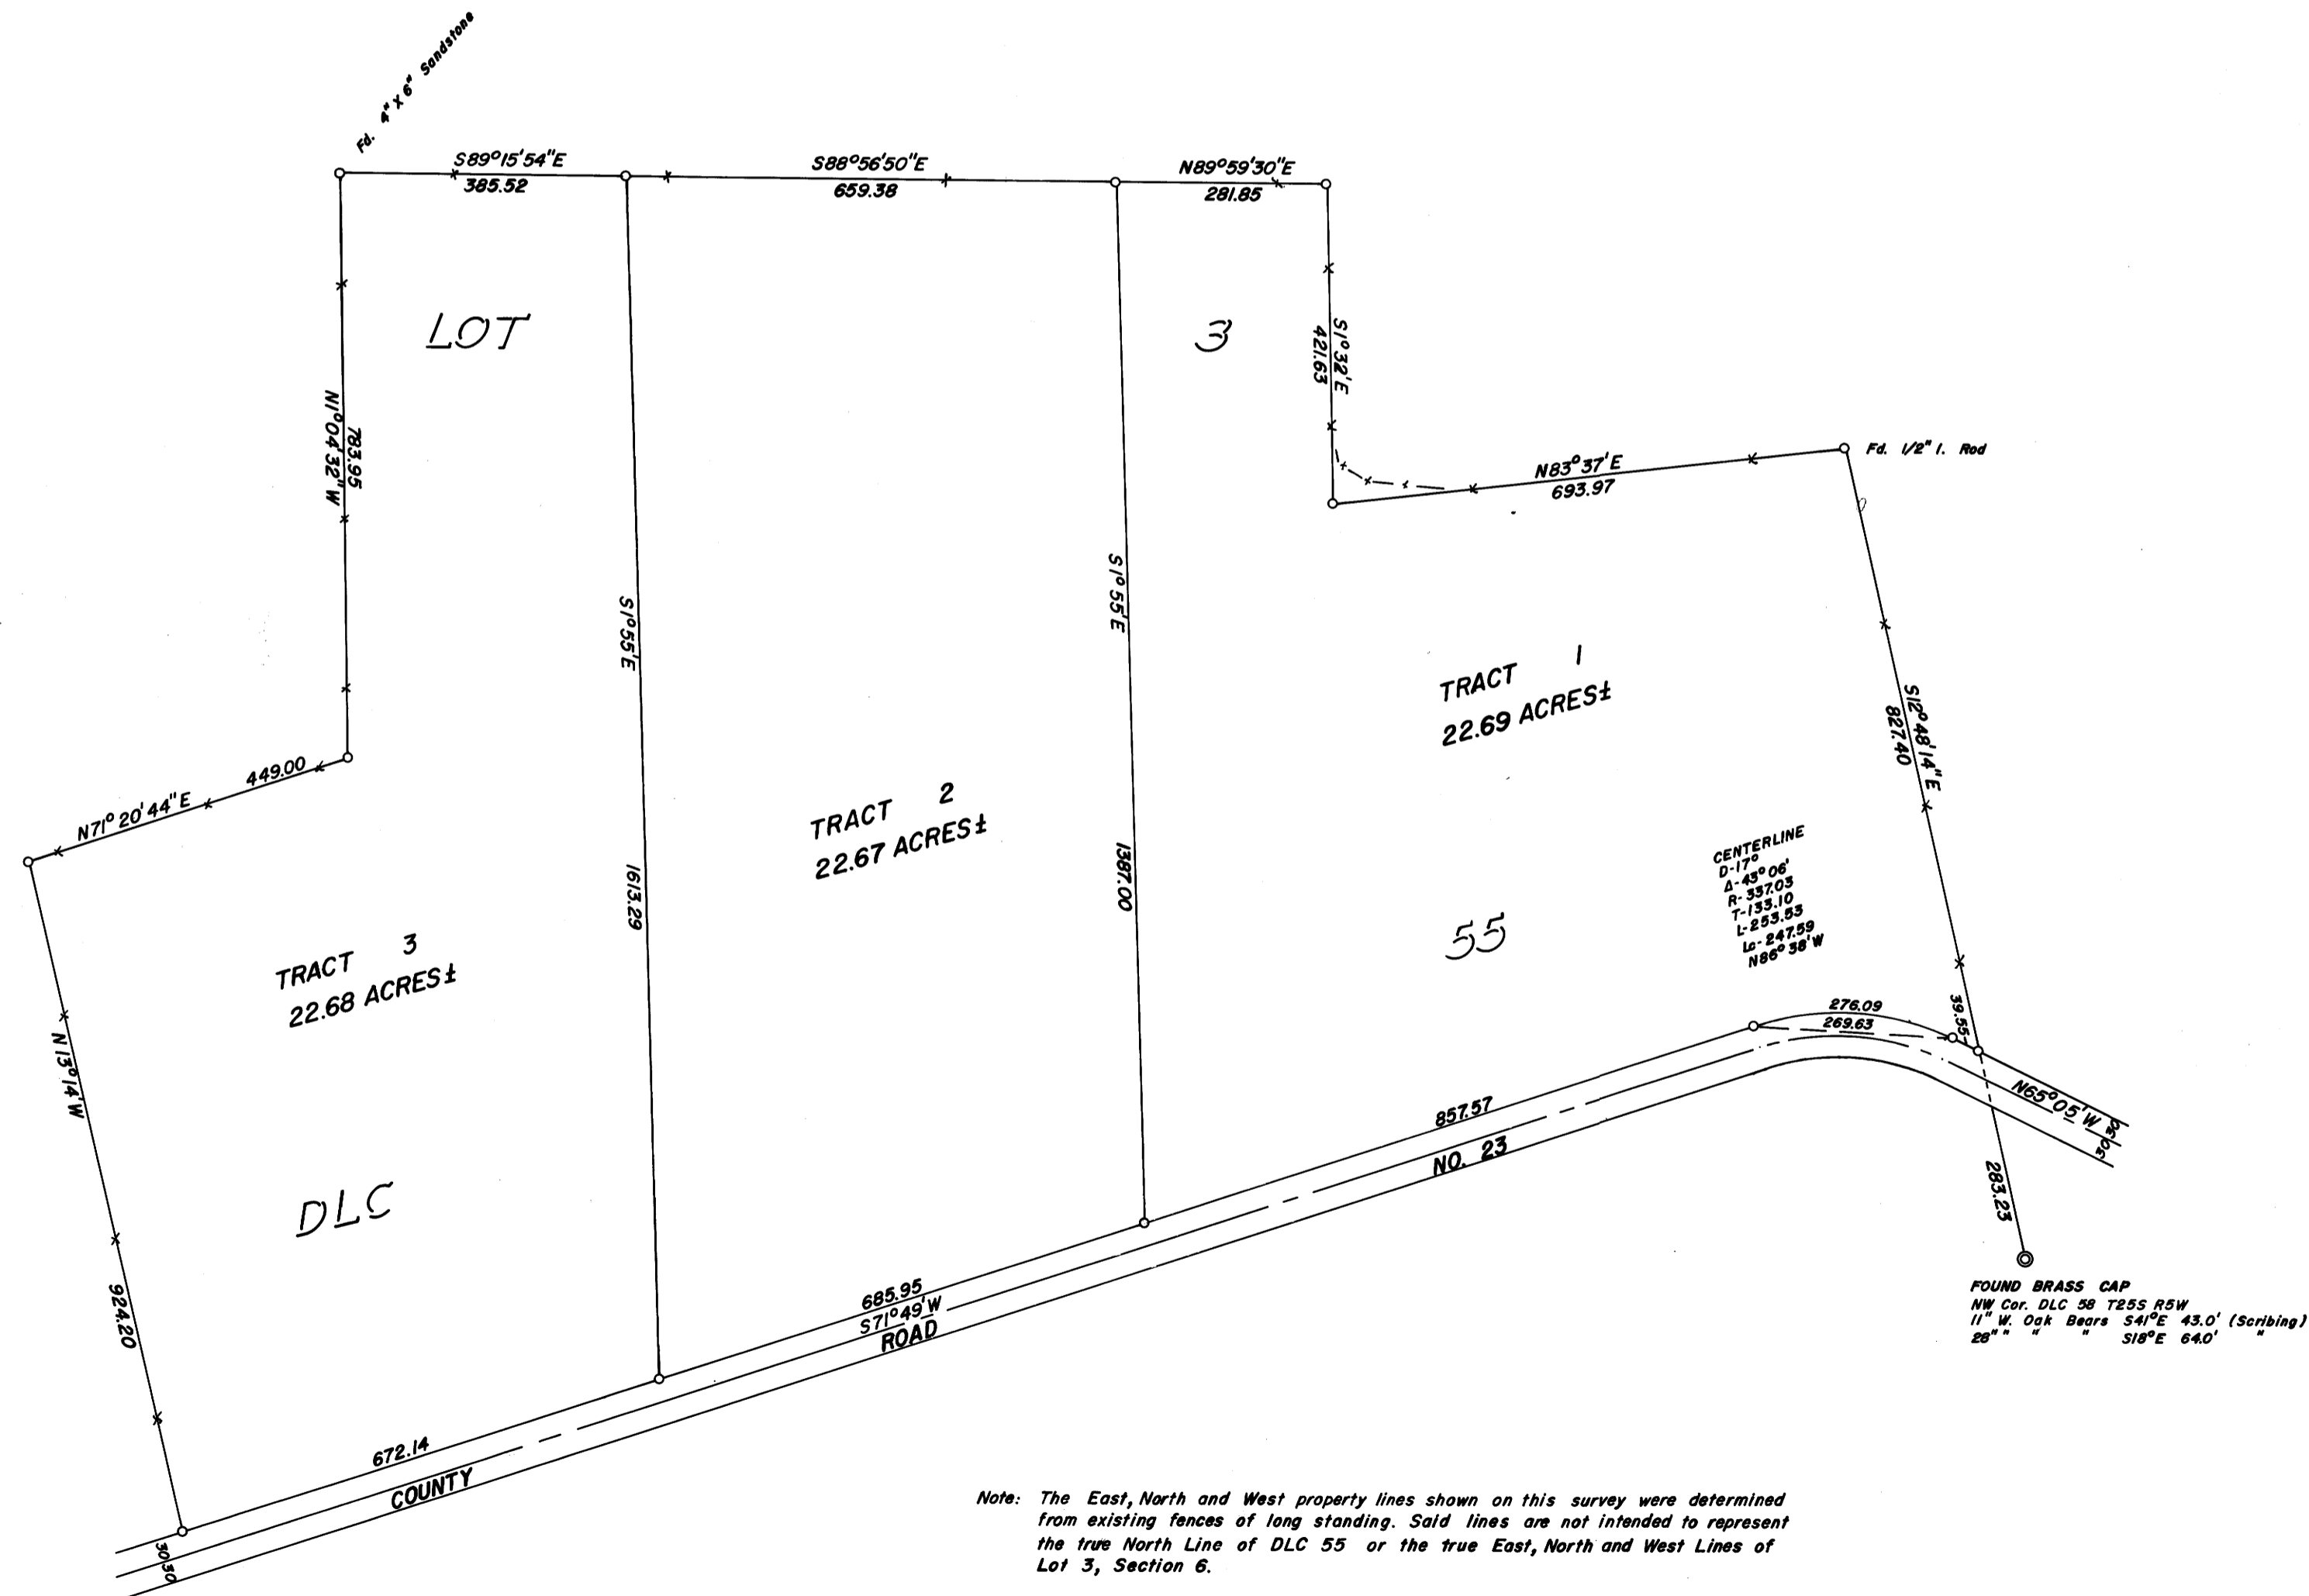 Fd. 4" X 6" Sandstone
S89°15'54"E
385.52
S88°56'50"E
659.38
N89°59'30"E
281.85
LOT
3
S1°32'E
421.63
N1°04'32"W
783.95
N83°37'E
693.97
Fd. 1/2" I. Rod
S1°55'E
1613.29
S1°55'E
1387.00
TRACT 1
22.69 ACRES±
S12°48'14"E
827.40
N71°20'44"E
449.00
TRACT 2
22.67 ACRES±
CENTERLINE
D-17°
Δ-43°06'
R-337.03
T-133.10
L-253.53
Lc-247.59
N86°38'W
TRACT 3
22.68 ACRES±
55
N13°14'W
924.20
DLC
276.09
269.63
39.55
N65°05'W
30 30
283.23
857.57
NO. 23
685.95
S71°49'W
ROAD
672.14
COUNTY
30 30
FOUND BRASS CAP
NW Cor. DLC 58 T25S R5W
11" W. Oak Bears S41°E 43.0' (Scribing)
28" " " " S18°E 64.0' "
Note: The East, North and West property lines shown on this survey were determined
from existing fences of long standing. Said lines are not intended to represent
the true North Line of DLC 55 or the true East, North and West Lines of
Lot 3, Section 6.